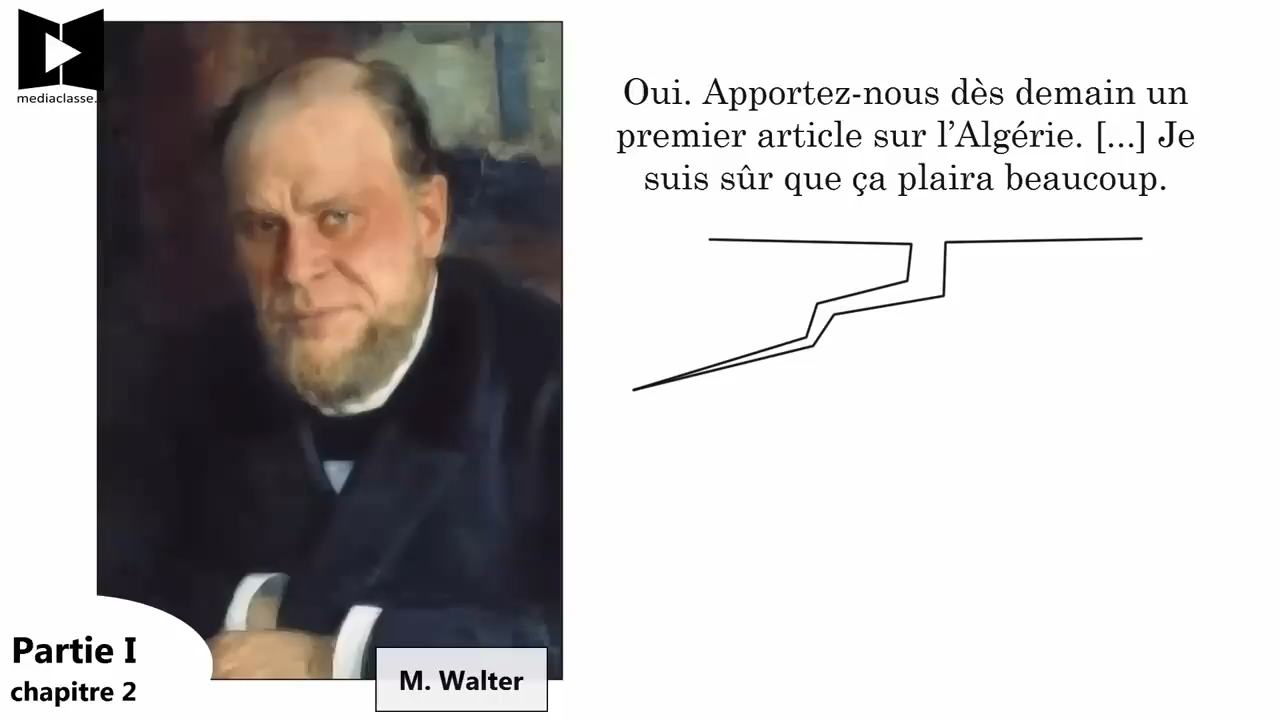 mediaclasse.
Oui. Apportez-nous dès demain un
premier article sur l'Algérie. [...] Je
suis sûr que ça plaira beaucoup.
Partie I
chapitre 2
M. Walter